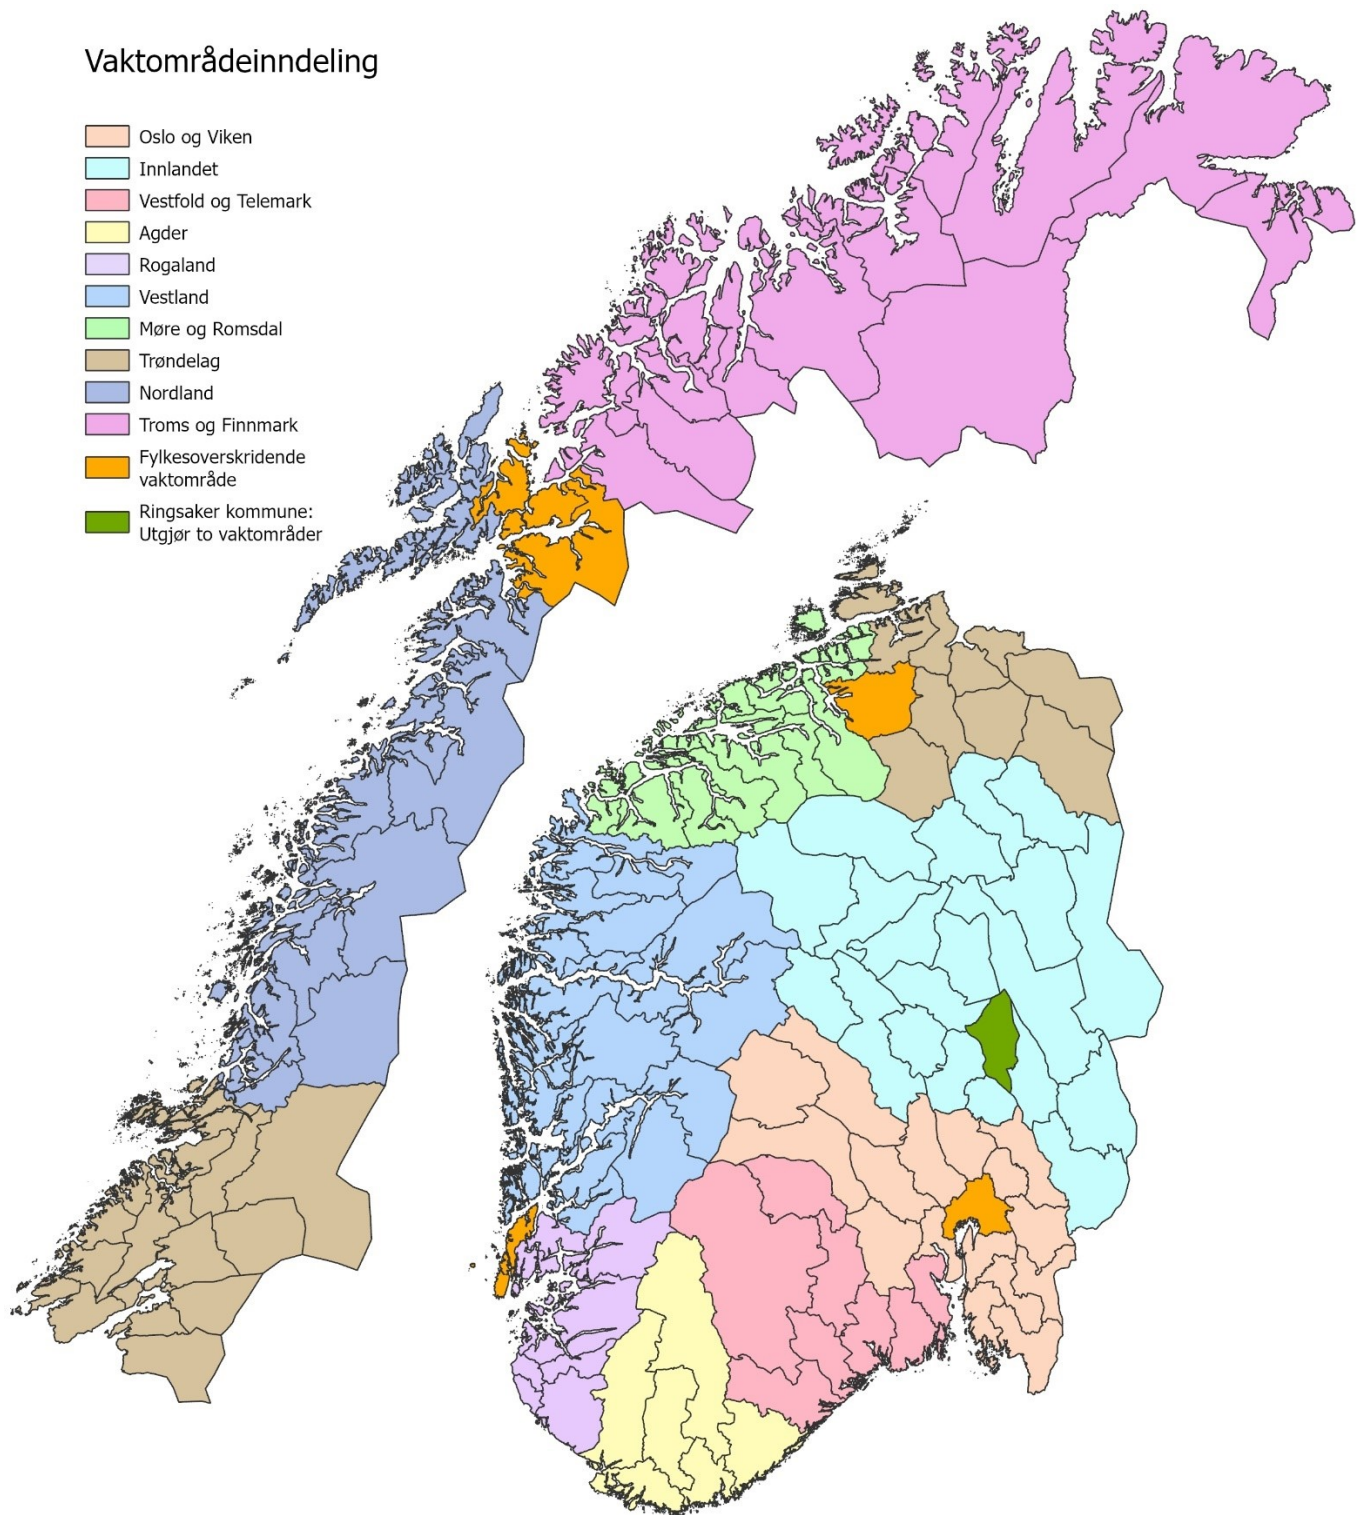 Vaktområdeinndeling
Oslo og Viken
Innlandet
Vestfold og Telemark
Agder
Rogaland
Vestland
Møre og Romsdal
Trøndelag
Nordland
Troms og Finnmark
Fylkesoverskridende
vaktområde
Ringsaker kommune:
Utgjør to vaktområder